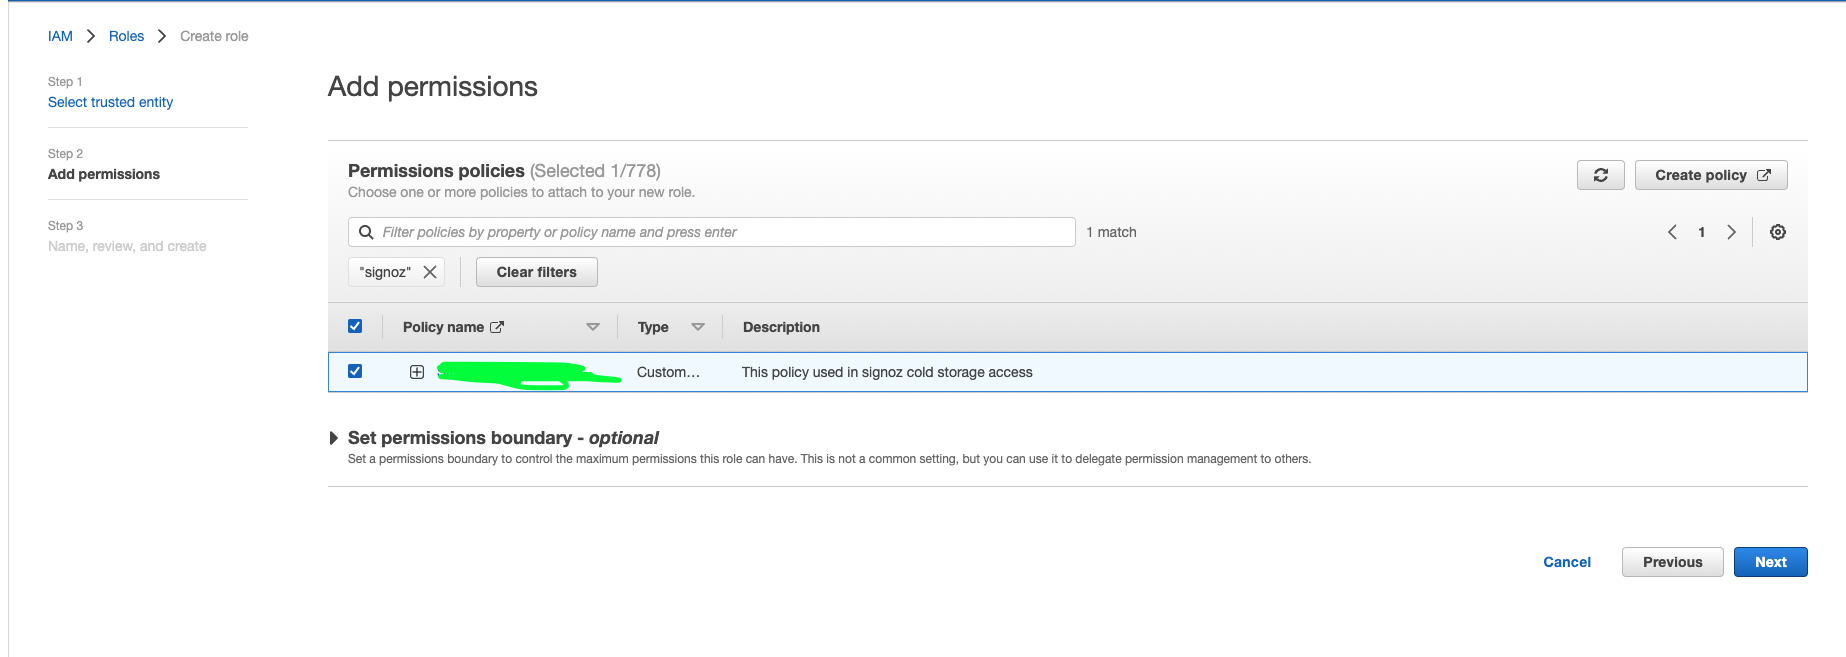 IAM > Roles > Create role
Step 1
Select trusted entity
Step 2
Add permissions
Step 3
Name, review, and create
Add permissions
Permissions policies (Selected 1/778)
Choose one or more policies to attach to your new role.
Create policy
Filter policies by property or policy name and press enter
1 match
1
"signoz"
Clear filters
Policy name
Type
Description
Custom...
This policy used in signoz cold storage access
Set permissions boundary - optional
Set a permissions boundary to control the maximum permissions this role can have. This is not a common setting, but you can use it to delegate permission management to others.
Cancel
Previous
Next